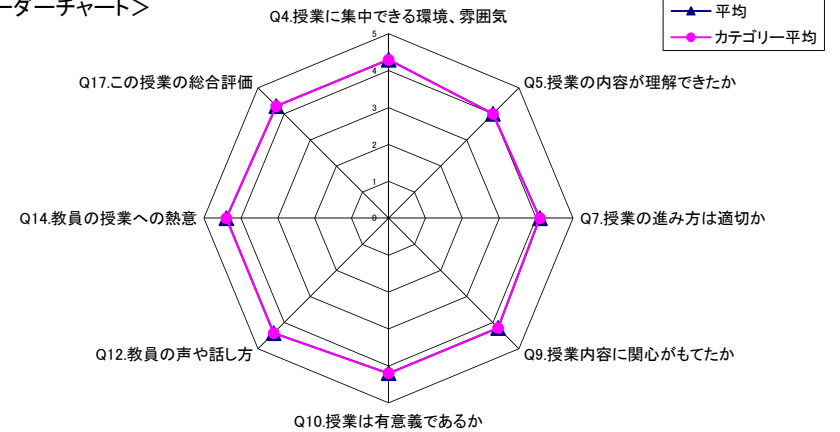 ーダーチャート＞
平均
カテゴリー平均
Q4.授業に集中できる環境、雰囲気
Q17.この授業の総合評価
Q5.授業の内容が理解できたか
Q14.教員の授業への熱意
Q7.授業の進み方は適切か
Q12.教員の声や話し方
Q9.授業内容に関心がもてたか
Q10.授業は有意義であるか
5
4
3
2
1
0